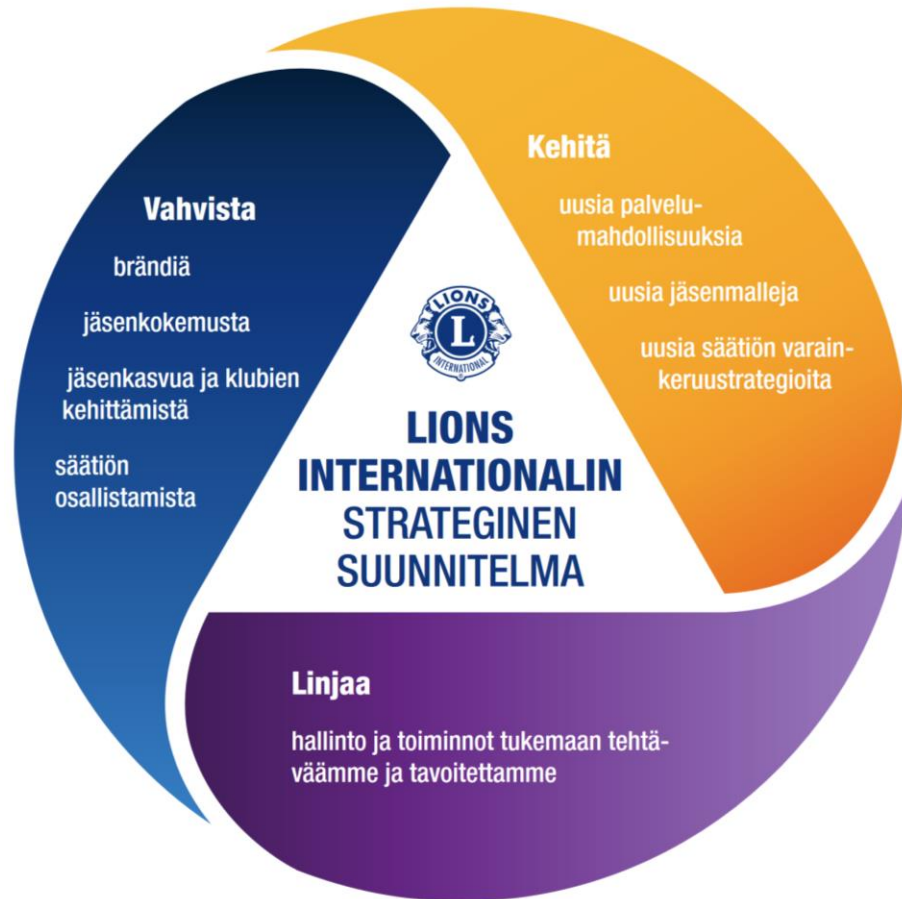 Vahvista
brändiä
jäsenkokemusta
jäsenkasvua ja klubien
kehittämistä
säätiön
osallistamista
Kehitä
uusia palvelu-
mahdollisuuksia
uusia jäsenmalleja
uusia säätiön varain-
keruustrategioita
LIONS
L
INTERNATIONAL
LIONS
INTERNATIONALIN
STRATEGINEN
SUUNNITELMA
Linjaa
hallinto ja toiminnot tukemaan tehtä-
väämme ja tavoitettamme